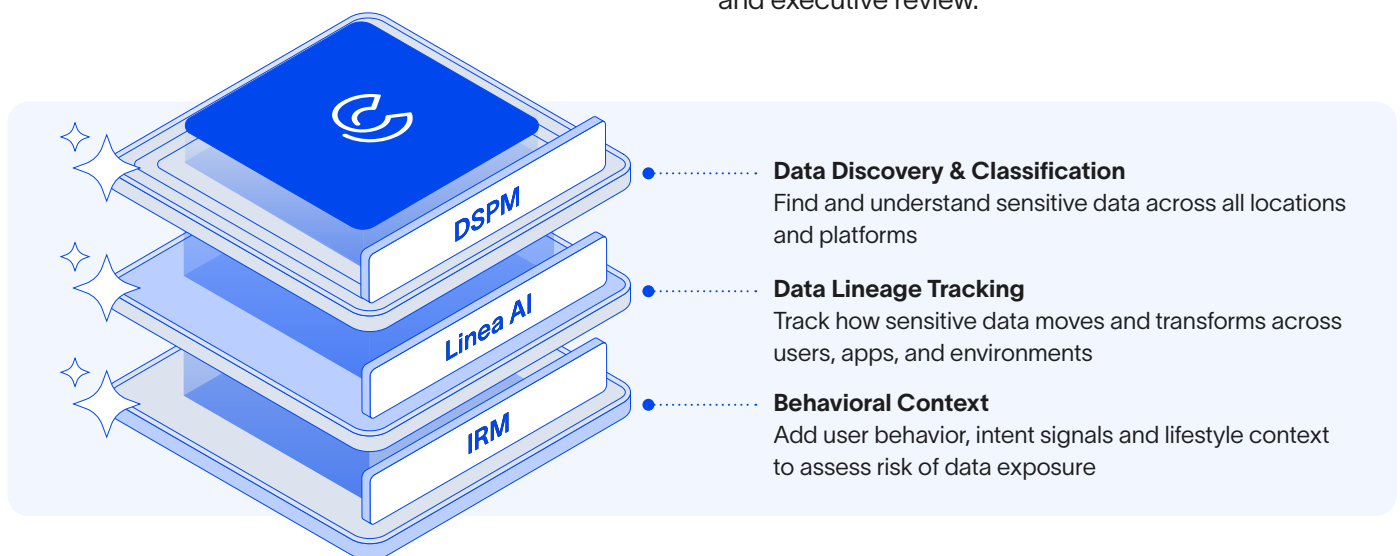 and executive review.
DSPM
Data Discovery & Classification
Find and understand sensitive data across all locations
and platforms
Linea AI
Data Lineage Tracking
Track how sensitive data moves and transforms across
users, apps, and environments
IRM
Behavioral Context
Add user behavior, intent signals and lifestyle context
to assess risk of data exposure